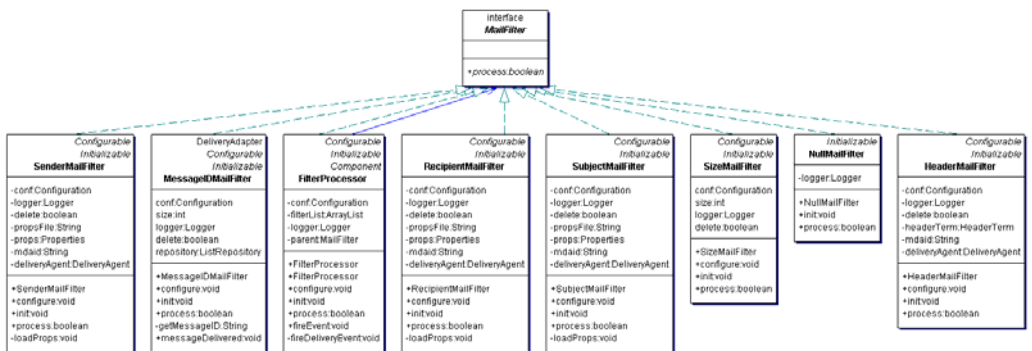 interface
MailFilter
+process:boolean
Configurable
Initializable
SenderMailFilter
-conf:Configuration
-logger:Logger
-delete:boolean
-propsFile:String
-props:Properties
-mdaid:String
-deliveryAgent:DeliveryAgent
+SenderMailFilter
+configure:void
+init:void
+process:boolean
-loadProps:void
DeliveryAdapter
Configurable
Initializable
MessageIDMailFilter
conf:Configuration
size:int
logger:Logger
delete:boolean
repository:ListRepository
+MessageIDMailFilter
+configure:void
+init:void
+process:boolean
-getMessageID:String
+messageDelivered:void
Configurable
Initializable
Component
FilterProcessor
-conf:Configuration
-filterList:ArrayList
-logger:Logger
-parent:MailFilter
+FilterProcessor
+FilterProcessor
+configure:void
+init:void
+process:boolean
+fireEvent:void
-fireDeliveryEvent:void
Configurable
Initializable
RecipientMailFilter
-conf:Configuration
-logger:Logger
-delete:boolean
-propsFile:String
-props:Properties
-mdaid:String
-deliveryAgent:DeliveryAgent
+RecipientMailFilter
+configure:void
+init:void
+process:boolean
-loadProps:void
Configurable
Initializable
SubjectMailFilter
-conf:Configuration
-logger:Logger
-delete:boolean
-propsFile:String
-props:Properties
-mdaid:String
-deliveryAgent:DeliveryAgent
+SubjectMailFilter
+configure:void
+init:void
+process:boolean
-loadProps:void
Configurable
Initializable
SizeMailFilter
conf:Configuration
size:int
logger:Logger
delete:boolean
+SizeMailFilter
+configure:void
+init:void
+process:boolean
Initializable
NullMailFilter
-logger:Logger
+NullMailFilter
+init:void
+process:boolean
Configurable
Initializable
HeaderMailFilter
-conf:Configuration
-logger:Logger
-delete:boolean
-headerTerm:HeaderTerm
-mdaid:String
-deliveryAgent:DeliveryAgent
+HeaderMailFilter
+configure:void
+init:void
+process:boolean